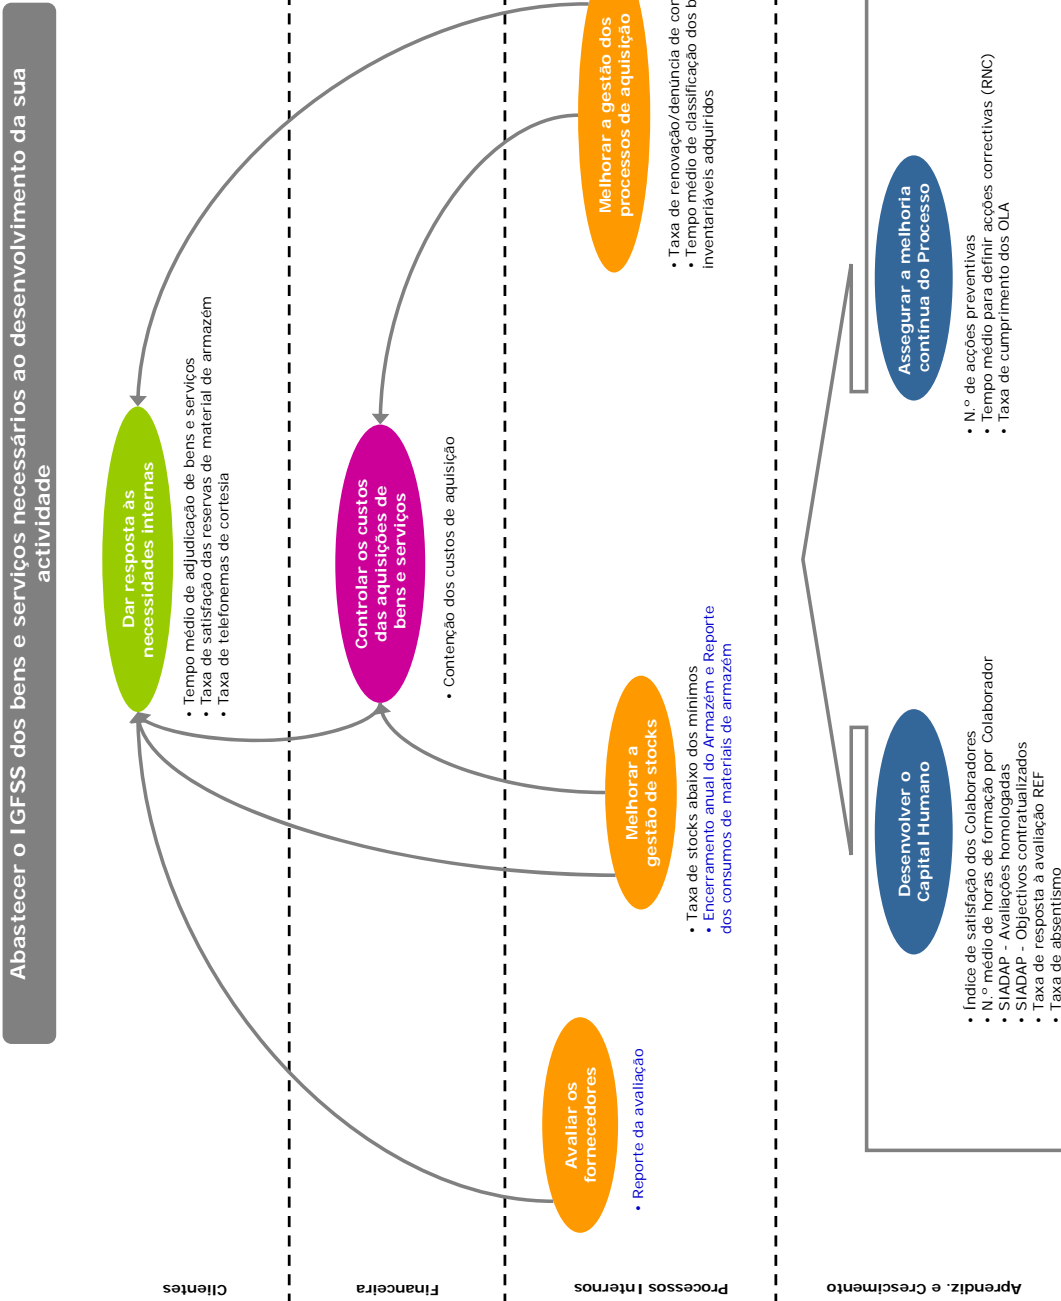 Abastecer o IGFSS dos bens e serviços necessários ao desenvolvimento da sua
actividade
Clientes
Dar resposta às
necessidades internas
• Tempo médio de adjudicação de bens e serviços
• Taxa de satisfação das reservas de material de armazém
• Taxa de telefonemas de cortesia
Financeira
Controlar os custos
das aquisições de
bens e serviços
• Contenção dos custos de aquisição
Processos Internos
Avaliar os
fornecedores
• Reporte da avaliação
Melhorar a
gestão de stocks
• Taxa de stocks abaixo dos mínimos
• Encerramento anual do Armazém e Reporte
dos consumos de materiais de armazém
Melhorar a gestão dos
processos de aquisição
• Taxa de renovação/denúncia de
• Tempo médio de classificação dos
inventariáveis adquiridos
Aprendiz. e Crescimento
Desenvolver o
Capital Humano
• Índice de satisfação dos Colaboradores
• N.º médio de horas de formação por Colaborador
• SIADAP - Avaliações homologadas
• SIADAP - Objectivos contratualizados
• Taxa de resposta à avaliação REF
• Taxa de absentismo
Assegurar a melhoria
contínua do Processo
• N.º de acções preventivas
• Tempo médio para definir acções correctivas (RNC)
• Taxa de cumprimento dos OLA